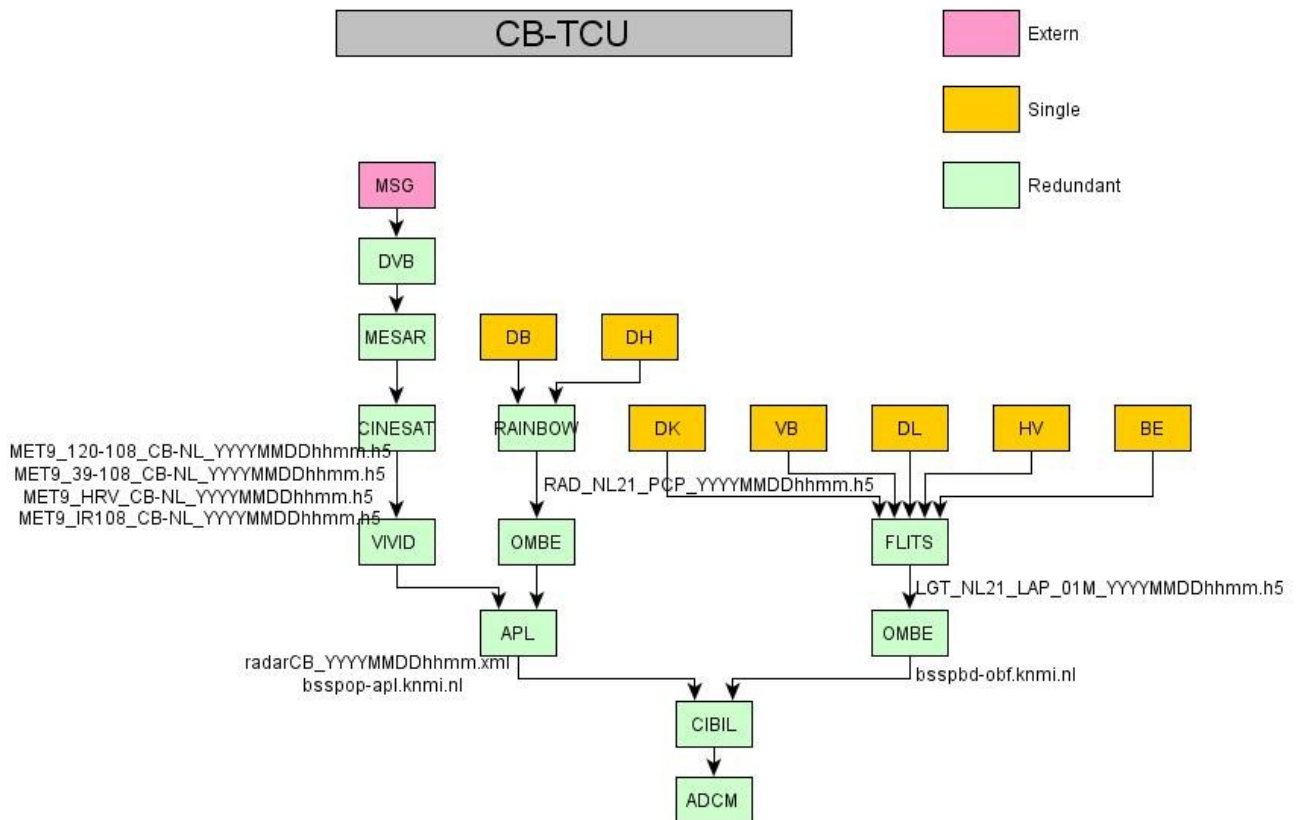 CB-TCU
Extern
Single
Redundant
MSG
DVB
MESAR
DB
DH
CINESAT
RAINBOW
DK
VB
DL
HV
BE
MET9_120-108_CB-NL_YYYYMMDDhhmm.h5
MET9_39-108_CB-NL_YYYYMMDDhhmm.h5
MET9_HRV_CB-NL_YYYYMMDDhhmm.h5
MET9_IR108_CB-NL_YYYYMMDDhhmm.h5
RAD_NL21_PCP_YYYYMMDDhhmm.h5
VIVID
OMBE
FLITS
LGT_NL21_LAP_01M_YYYYMMDDhhmm.h5
APL
OMBE
radarCB_YYYYMMDDhhmm.xml
bsspop-apl.knmi.nl
bsspbd-obf.knmi.nl
CIBIL
ADCM